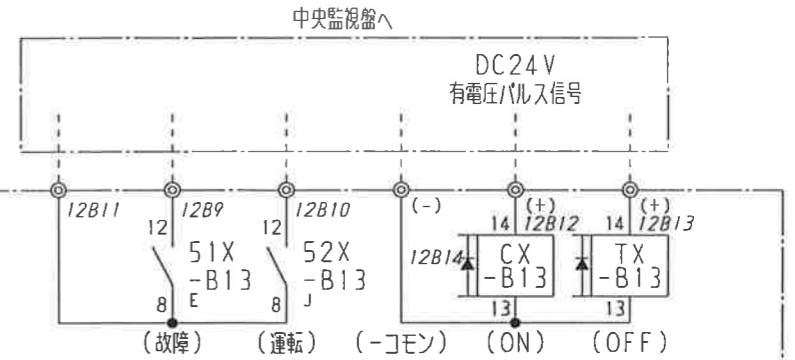 中央監視盤へ
DC24V
有電圧パルス信号
12B11 12B9 12B10 (-) (+) (+)
12 12 14 12B12 14 12B13
51X 52X 12B14 CX TX
-B13 -B13 -B13 -B13
E J
8 8 13 13
(故障) (運転) (-コモン) (ON) (OFF)